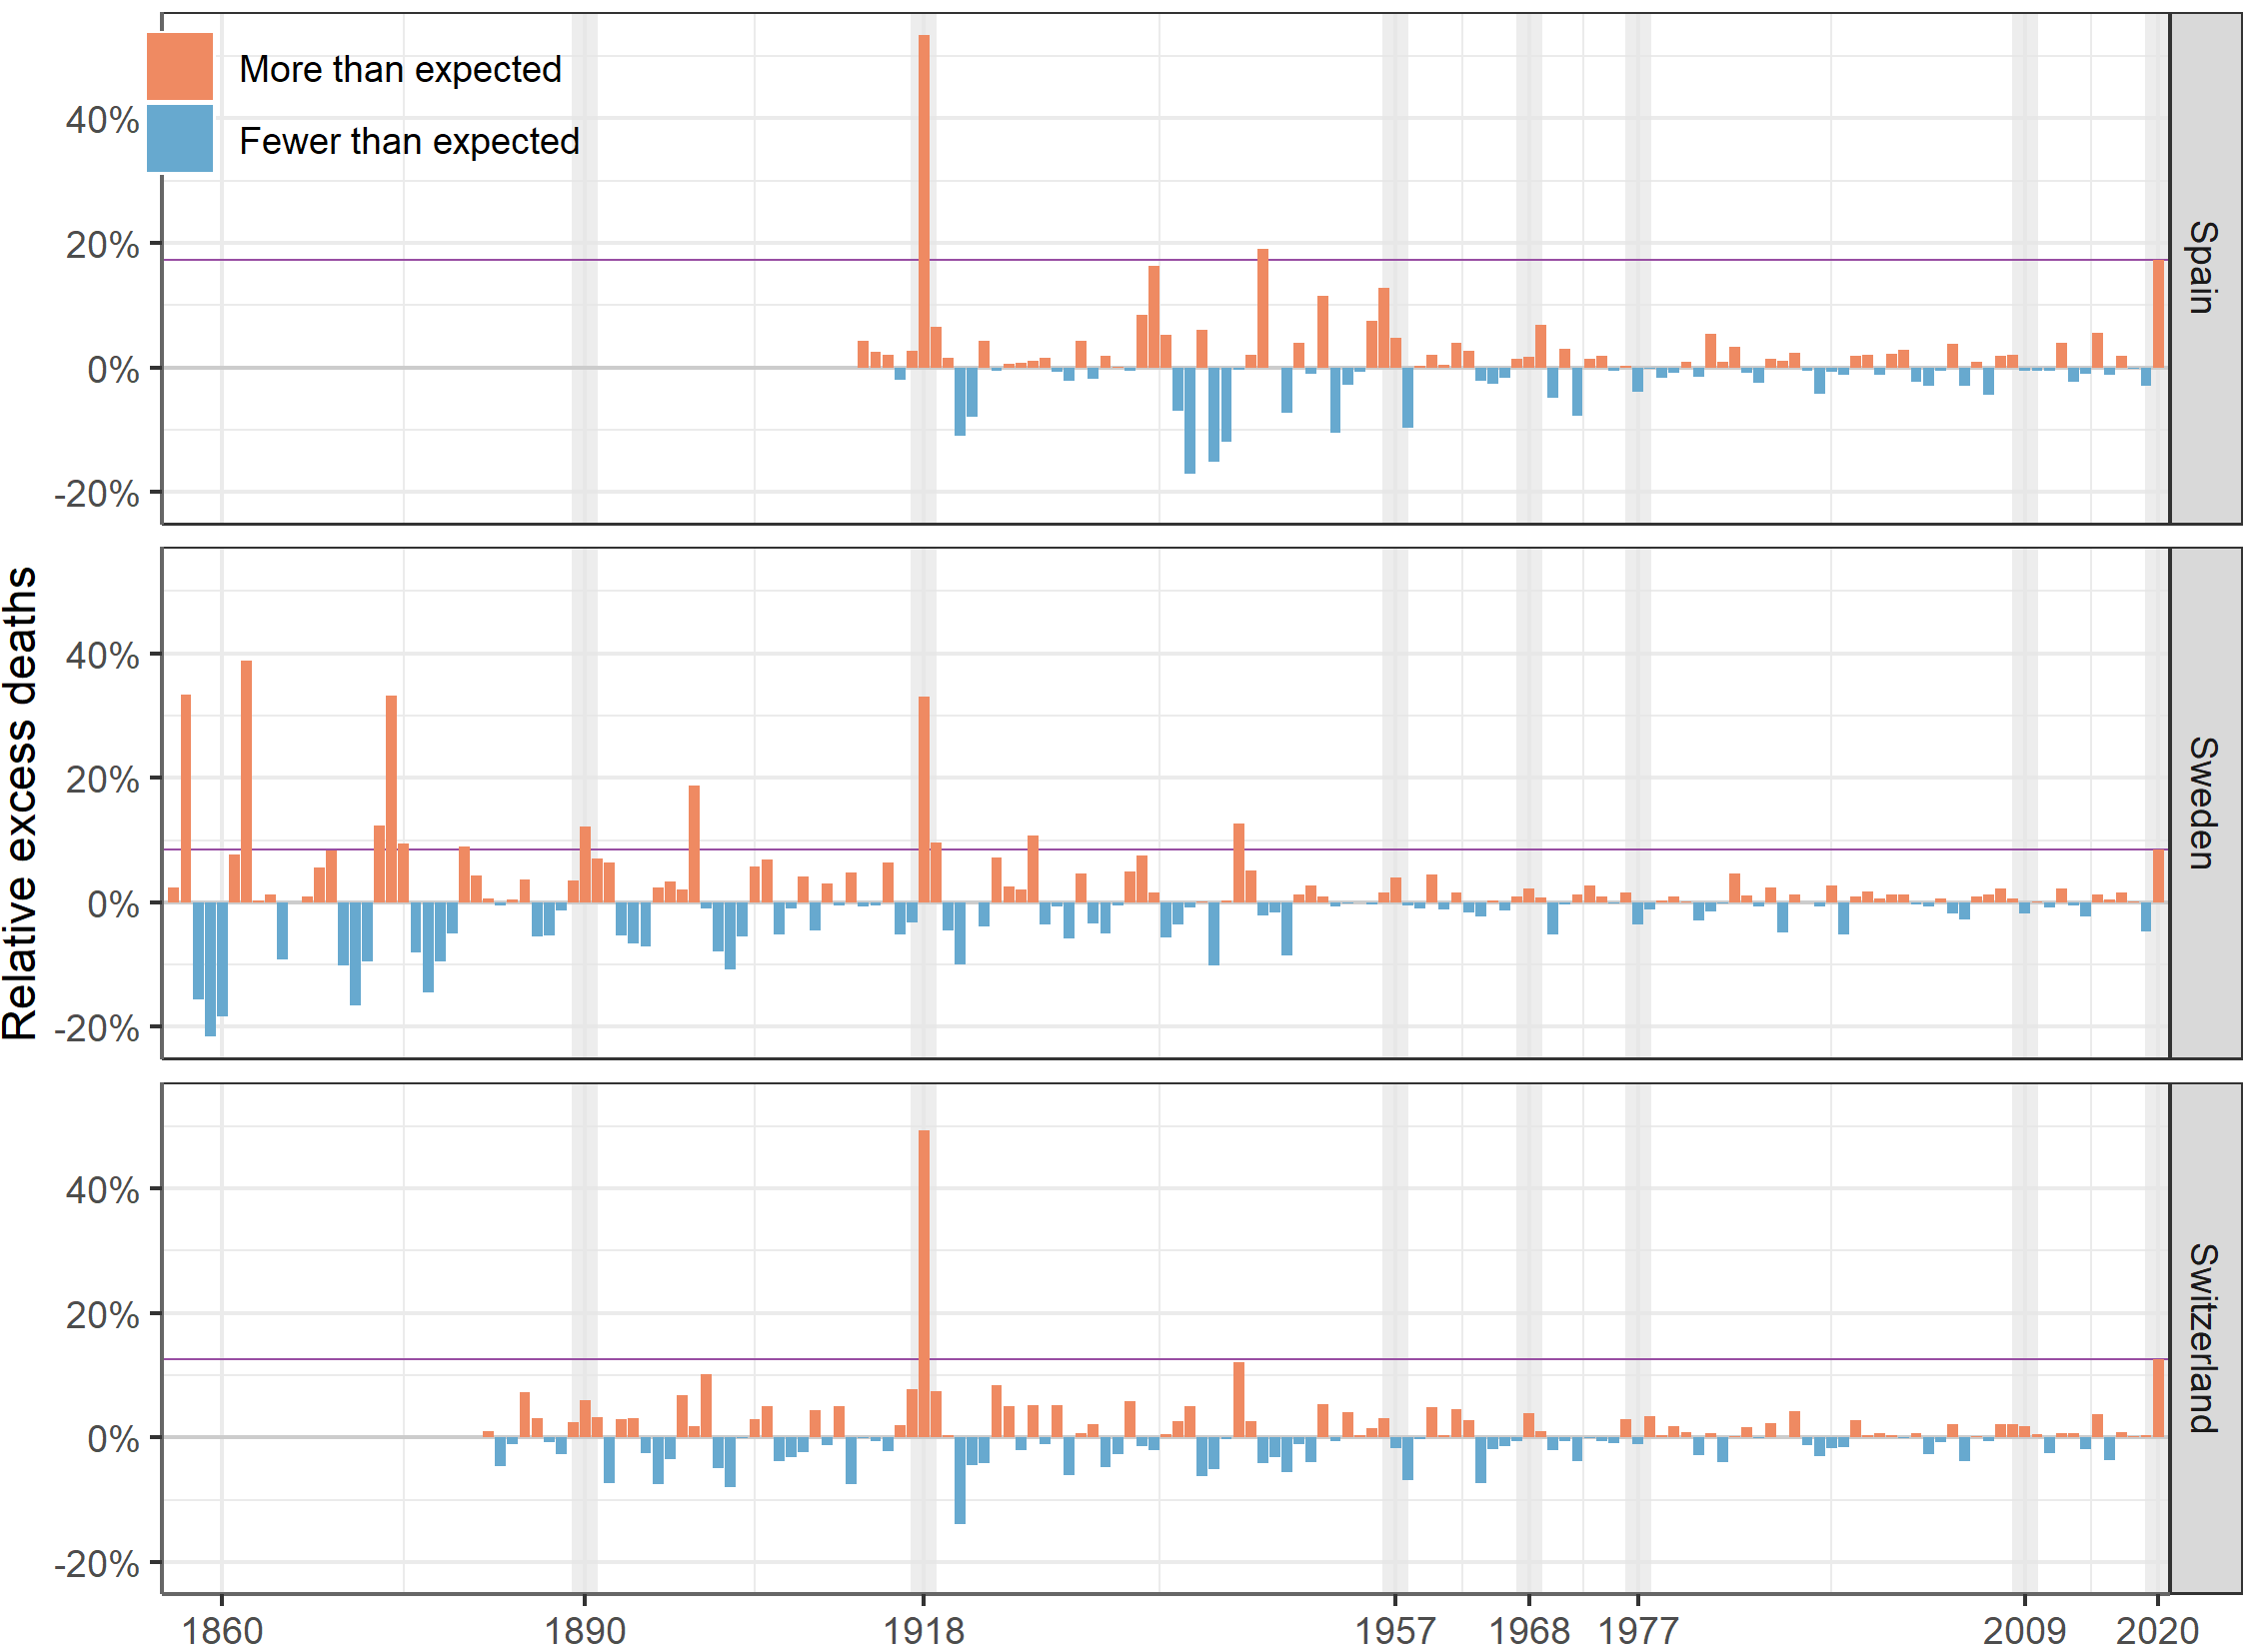 More than expected
Fewer than expected
40%
20%
0%
-20%
Spain
Relative excess deaths
40%
20%
0%
-20%
Sweden
40%
20%
0%
-20%
Switzerland
1860 1890 1918 1957 1968 1977 2009 2020